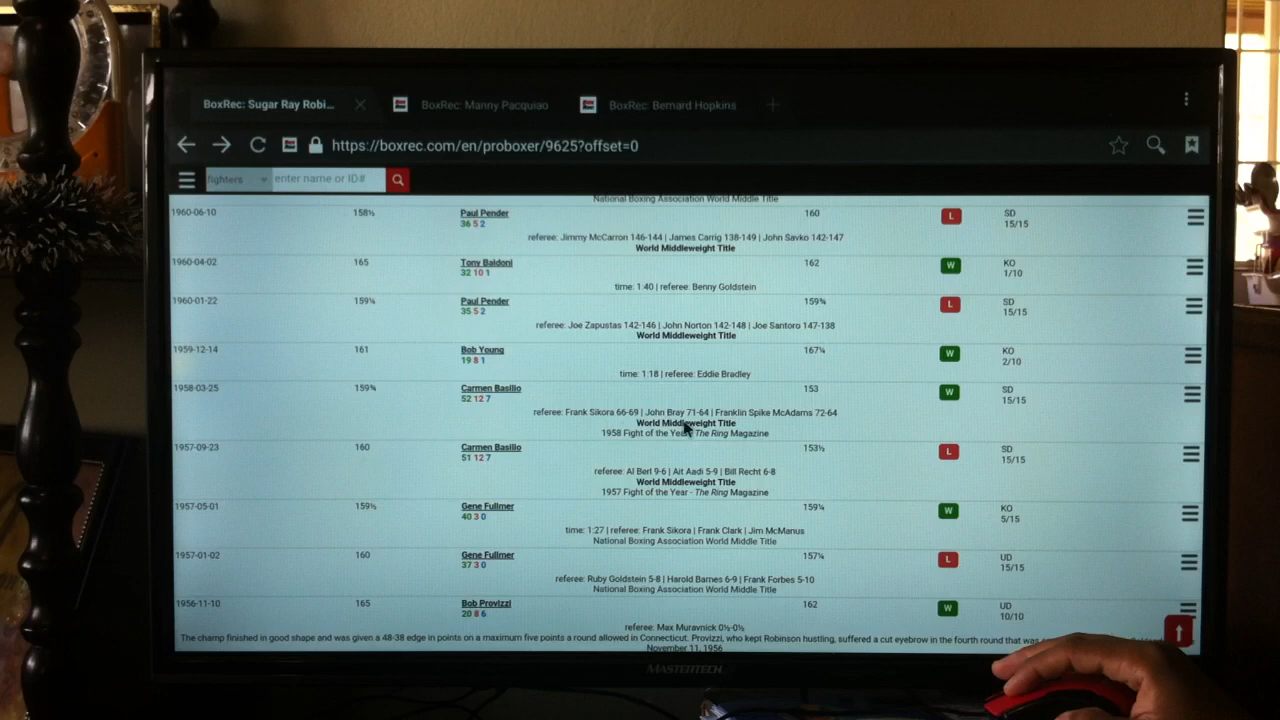 BoxRec: Sugar Ray Robi... BoxRec: Manny Pacquiao BoxRec: Bernard Hopkins
https://boxrec.com/en/proboxer/9625?offset=0
fighters enter name or ID#
National Boxing Association World Middle Title
1960-06-10 158½ Paul Pender 160 L SD
36 5 2 15/15
referee: Jimmy McCarron 146-144 | James Carrig 138-149 | John Savko 142-147
World Middleweight Title
1960-04-02 165 Tony Baldoni 162 W KO
32 10 1 1/10
time: 1:40 | referee: Benny Goldstein
1960-01-22 159¼ Paul Pender 159¾ L SD
35 5 2 15/15
referee: Joe Zapustas 142-146 | John Norton 142-148 | Joe Santoro 147-138
World Middleweight Title
1959-12-14 161 Bob Young 167¼ W KO
19 8 1 2/10
time: 1:18 | referee: Eddie Bradley
1958-03-25 159¾ Carmen Basilio 153 W SD
52 12 7 15/15
referee: Frank Sikora 66-69 | John Bray 71-64 | Franklin Spike McAdams 72-64
World Middleweight Title
1958 Fight of the Year - The Ring Magazine
1957-09-23 160 Carmen Basilio 153½ L SD
51 12 7 15/15
referee: Al Berl 9-6 | Ait Aadi 5-9 | Bill Recht 6-8
World Middleweight Title
1957 Fight of the Year - The Ring Magazine
1957-05-01 159½ Gene Fullmer 159¼ W KO
40 3 0 5/15
time: 1:27 | referee: Frank Sikora | Frank Clark | Jim McManus
National Boxing Association World Middle Title
1957-01-02 160 Gene Fullmer 157¼ L UD
37 3 0 15/15
referee: Ruby Goldstein 5-8 | Harold Barnes 6-9 | Frank Forbes 5-10
National Boxing Association World Middle Title
1956-11-10 165 Bob Provizzi 162 W UD
20 8 6 10/10
referee: Max Muravnick 0½-0½
The champ finished in good shape and was given a 48-38 edge in points on a maximum five points a round allowed in Connecticut. Provizzi, who kept Robinson hustling, suffered a cut eyebrow in the fourth round that was
November 11, 1956
MASTERTECH